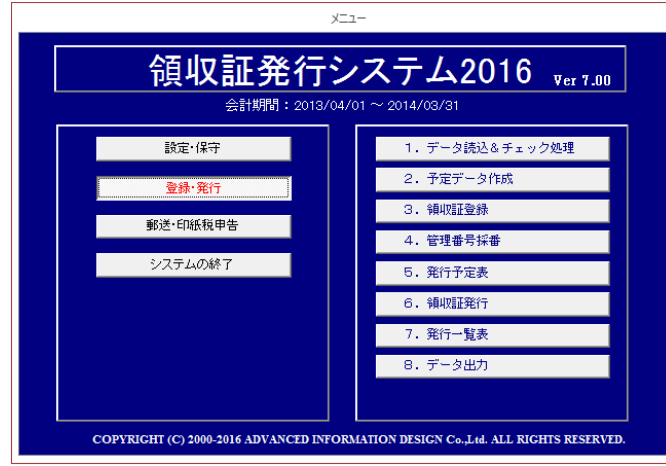 メニュー
領収証発行システム2016 Ver 7.00
会計期間：2013/04/01 ～ 2014/03/31
設定･保守
登録･発行
郵送･印紙税申告
システムの終了
1．データ読込＆チェック処理
2．予定データ作成
3．領収証登録
4．管理番号採番
5．発行予定表
6．領収証発行
7．発行一覧表
8．データ出力
COPYRIGHT (C) 2000-2016 ADVANCED INFORMATION DESIGN Co.,Ltd. ALL RIGHTS RESERVED.